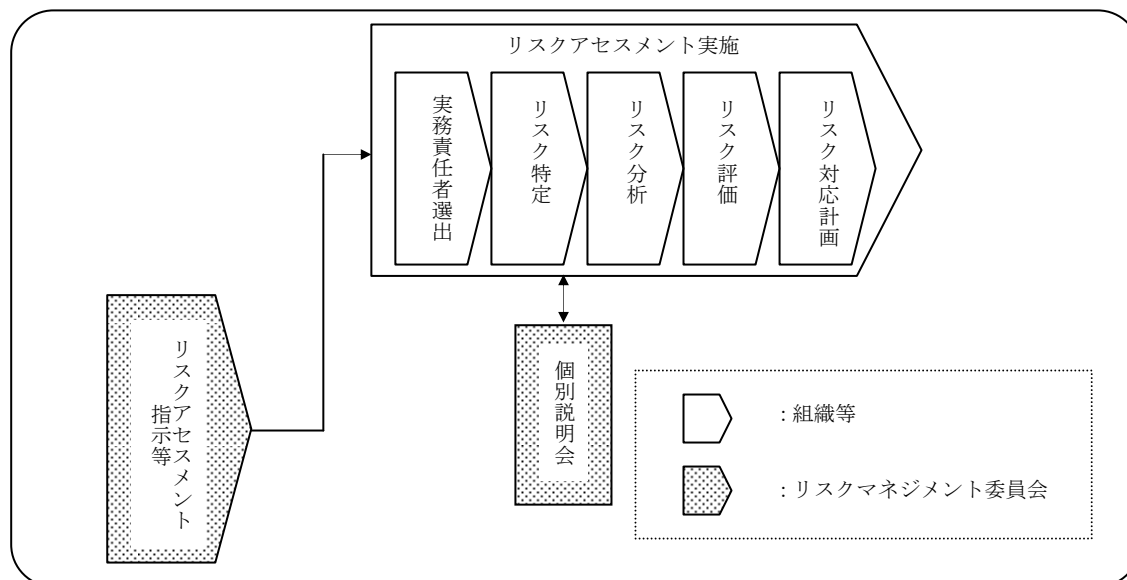 リスクアセスメント実施
実務責任者選出
リスク特定
リスク分析
リスク評価
リスク対応計画
リスクアセスメント
指示等
個別説明会
：組織等
：リスクマネジメント委員会